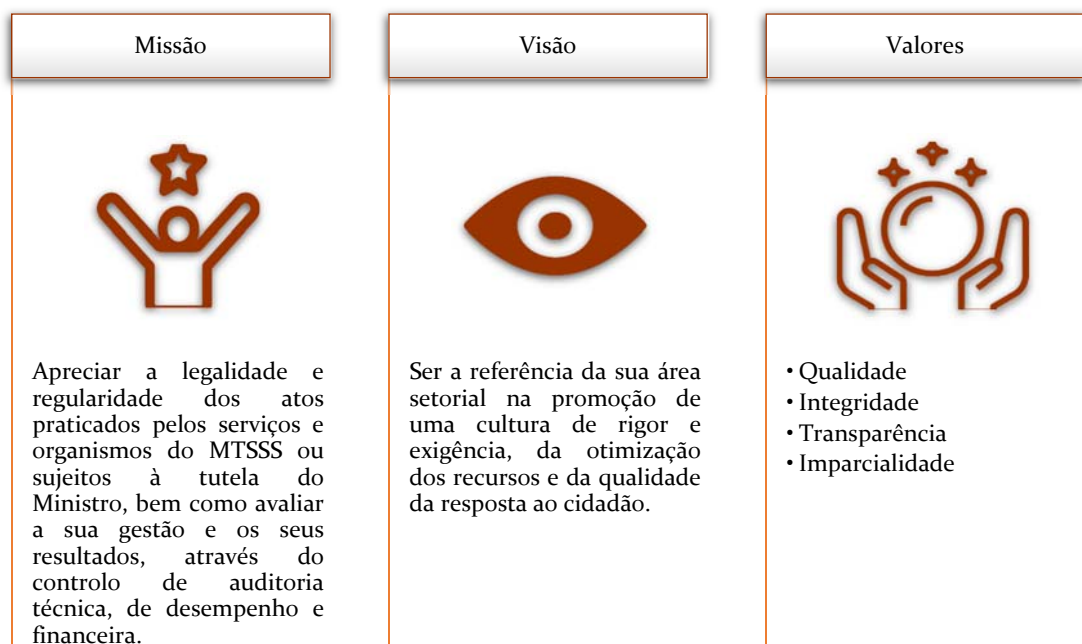 Missão
Apreciar a legalidade e
regularidade dos atos
praticados pelos serviços e
organismos do MTSSS ou
sujeitos à tutela do
Ministro, bem como avaliar
a sua gestão e os seus
resultados, através do
controlo de auditoria
técnica, de desempenho e
financeira.
Visão
Ser a referência da sua área
setorial na promoção de
uma cultura de rigor e
exigência, da otimização
dos recursos e da qualidade
da resposta ao cidadão.
Valores
• Qualidade
• Integridade
• Transparência
• Imparcialidade